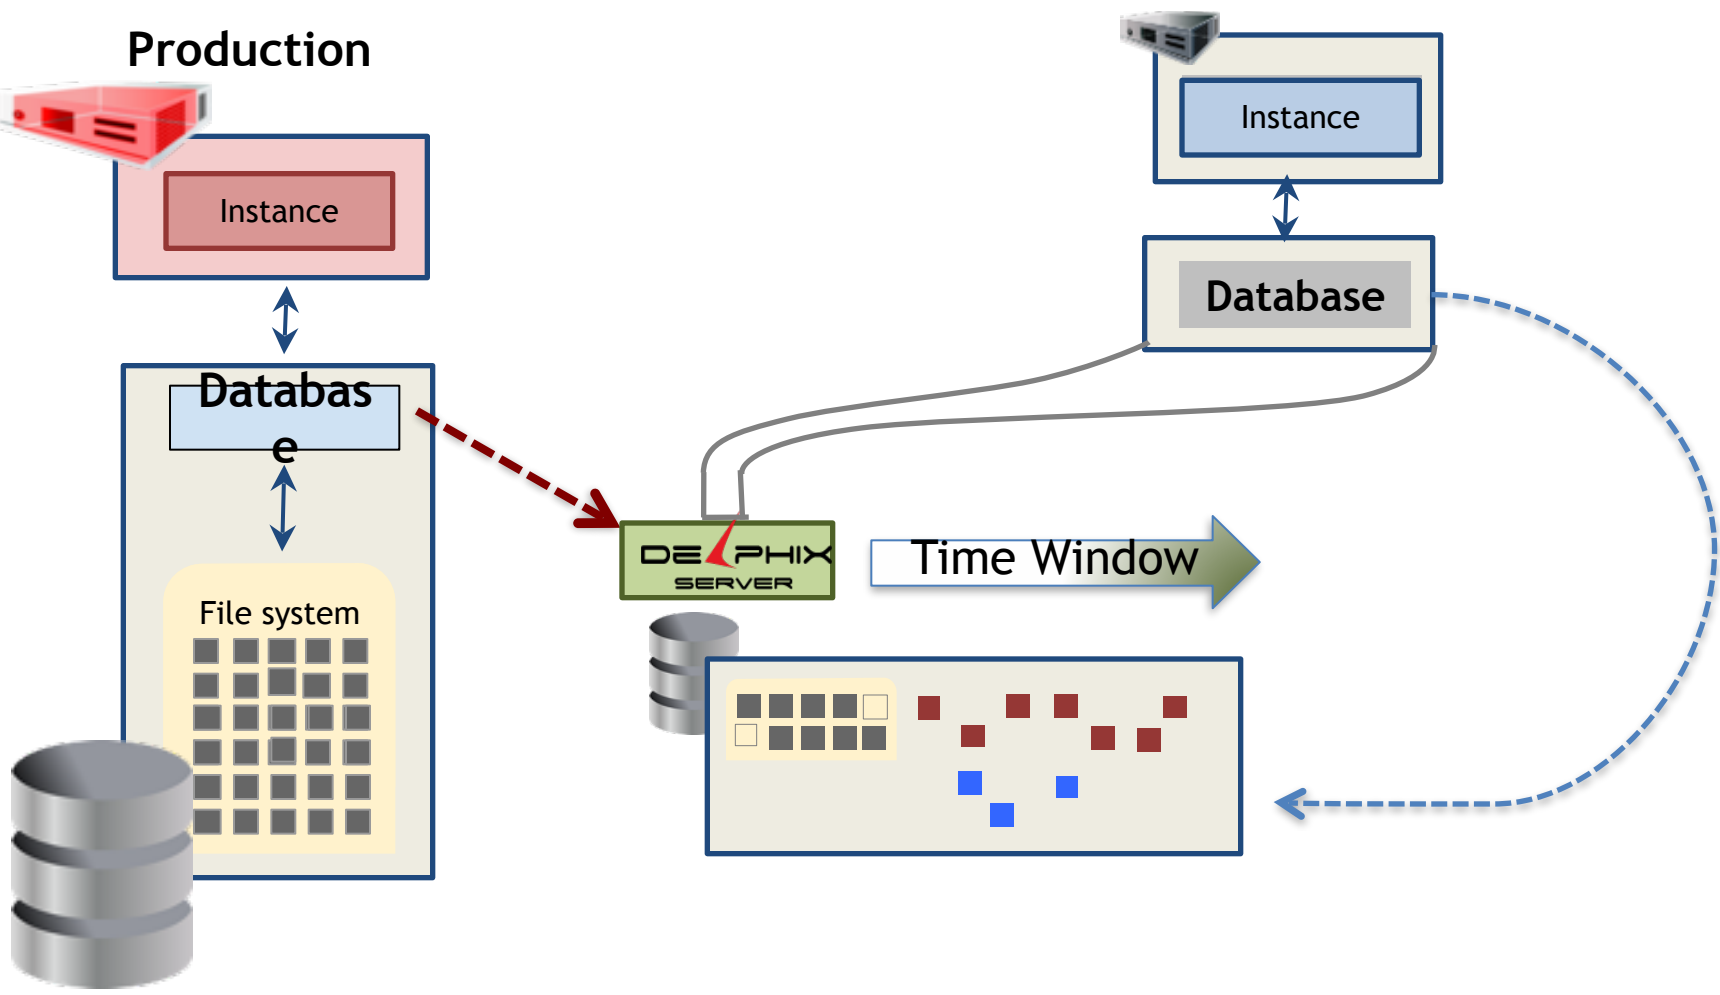 Production
Instance
Databas
e
File system
Instance
Database
DELPHIX
SERVER
Time Window